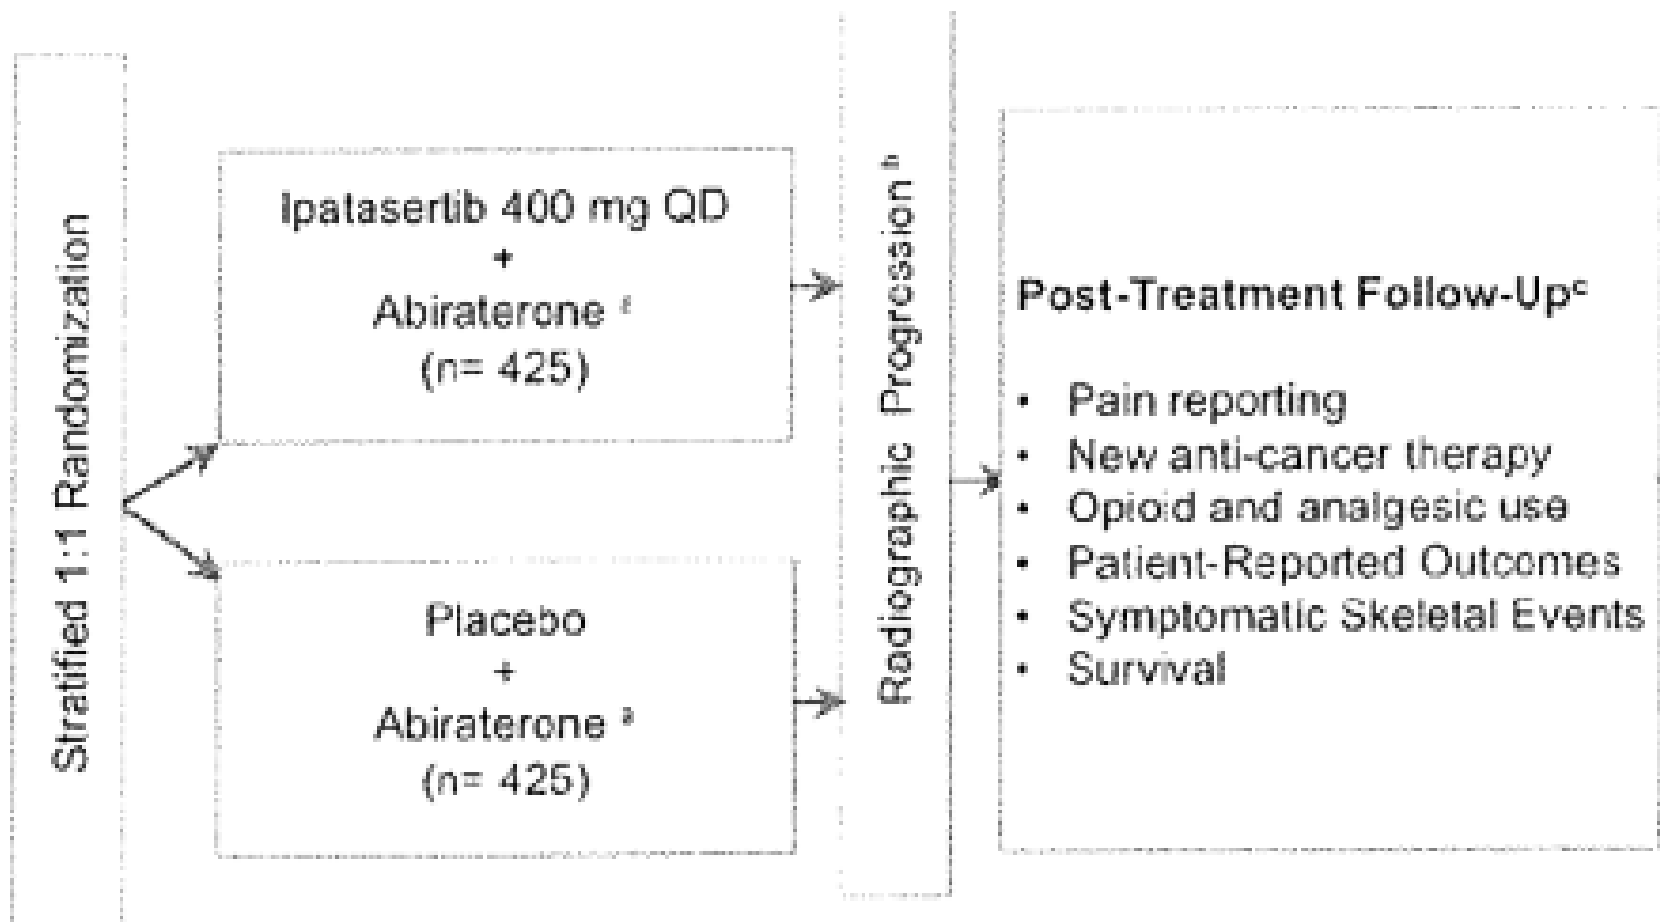 Stratified 1:1 Randomization
Ipatasertib 400 mg QD
+
Abiraterone
(n= 425)
Placebo
+
Abiraterone ª
(n= 425)
Radiographic Progression ᵇ
Post-Treatment Follow-Upᶜ
• Pain reporting
• New anti-cancer therapy
• Opioid and analgesic use
• Patient-Reported Outcomes
• Symptomatic Skeletal Events
• Survival